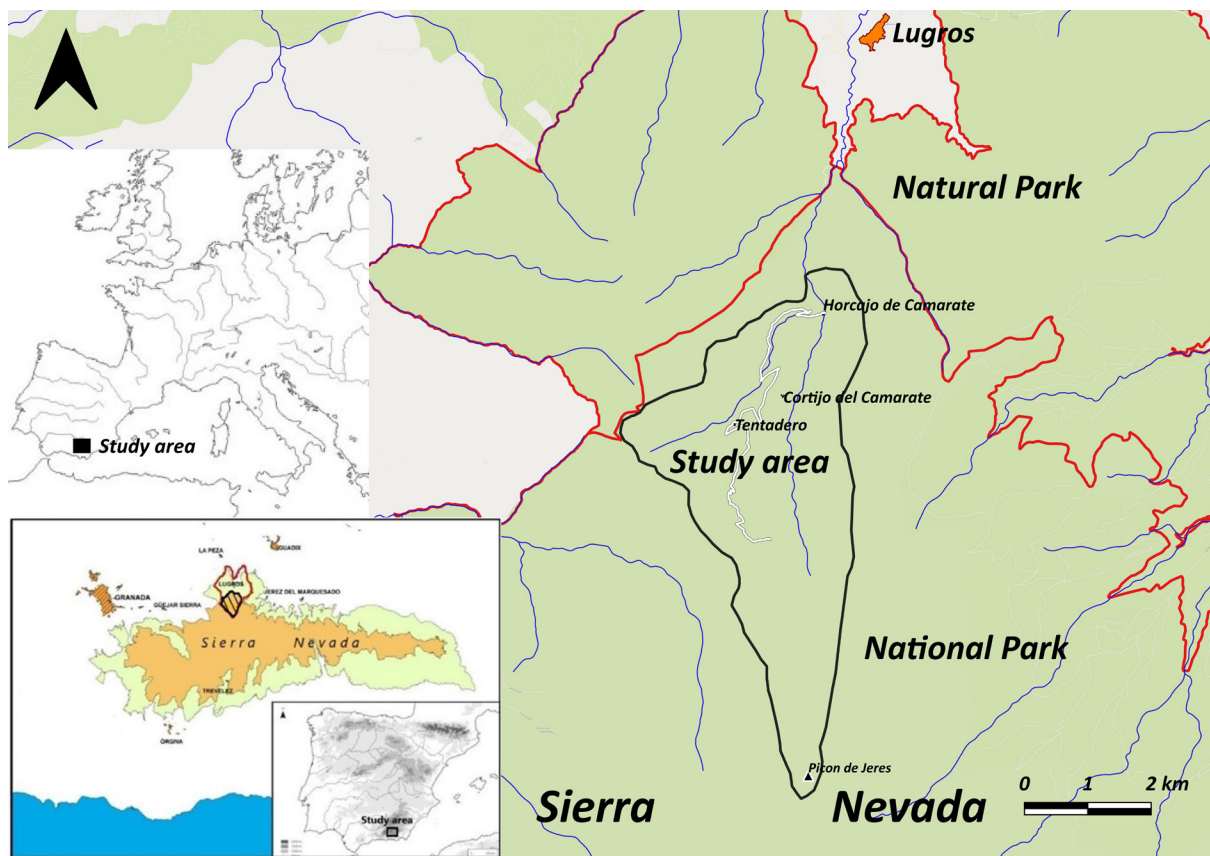 Lugros
Natural Park
Horcajo de Camarate
Cortijo del Camarate
Tentadero
Study area
National Park
Picon de Jeres
Sierra Nevada
0 1 2 km
Study area
LA PEZA
GUADIX
LUGROS
GRANADA
GÜEJAR SIERRA
JEREZ DEL MARQUESADO
Sierra Nevada
TREVELEZ
ÓRGIVA
Study area